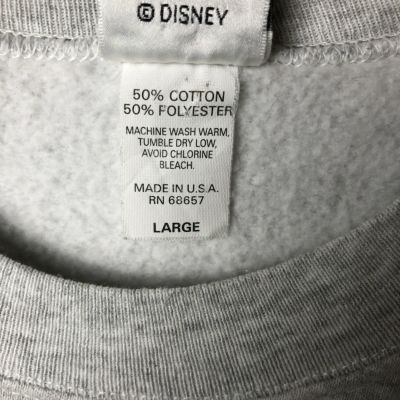 © DISNEY
50% COTTON
50% POLYESTER
MACHINE WASH WARM,
TUMBLE DRY LOW,
AVOID CHLORINE
BLEACH.
MADE IN U.S.A.
RN 68657
LARGE